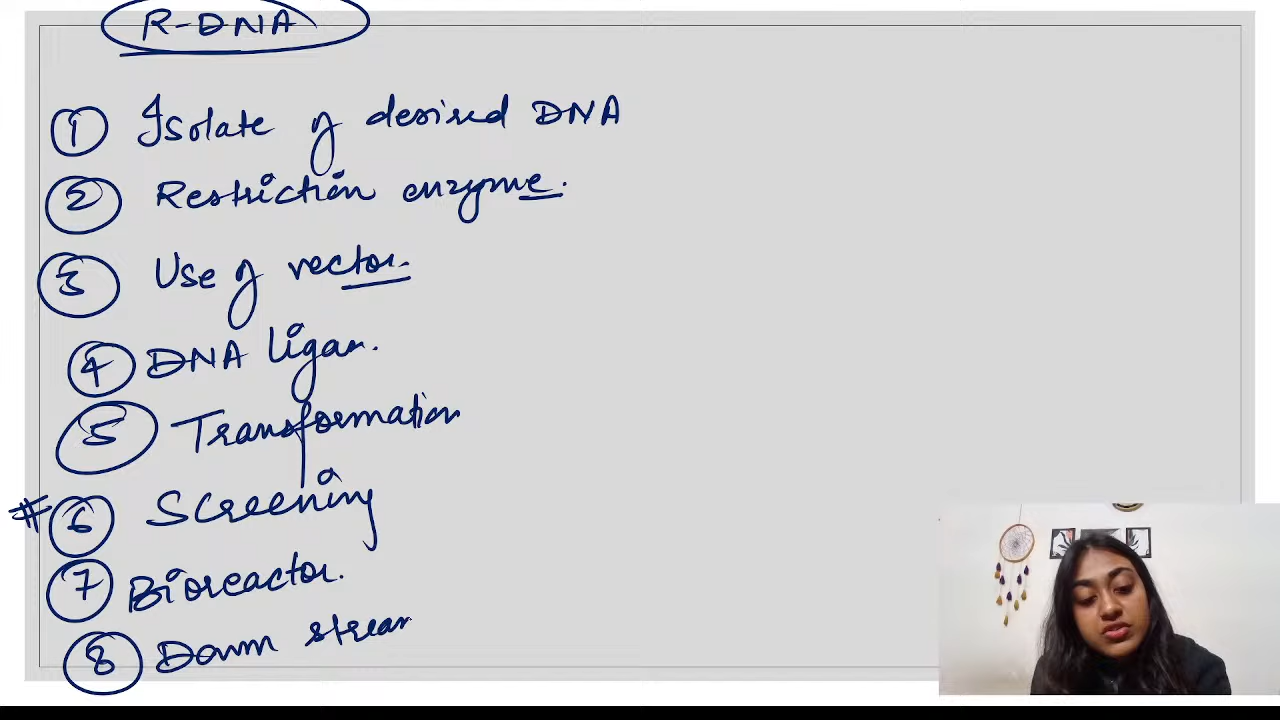 R-DNA
1 Isolate of desired DNA
2 Restriction enzyme.
3 Use of vector.
4 DNA ligase.
5 Transformation
# 6 Screening
7 Bioreactor.
8 Down stream